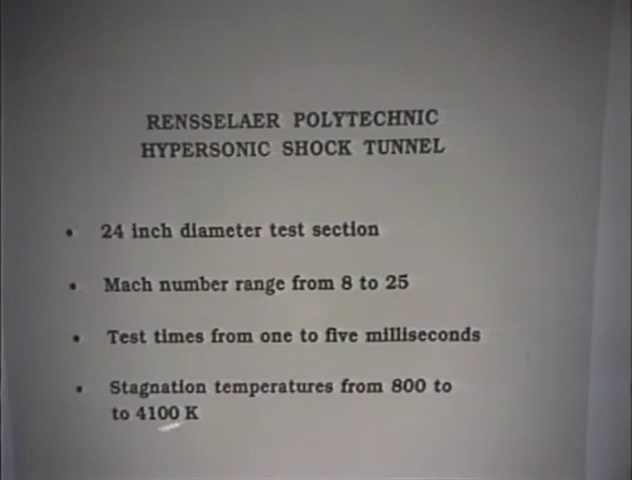 RENSSELAER POLYTECHNIC
HYPERSONIC SHOCK TUNNEL
• 24 inch diameter test section
• Mach number range from 8 to 25
• Test times from one to five milliseconds
• Stagnation temperatures from 800 to
to 4100 K